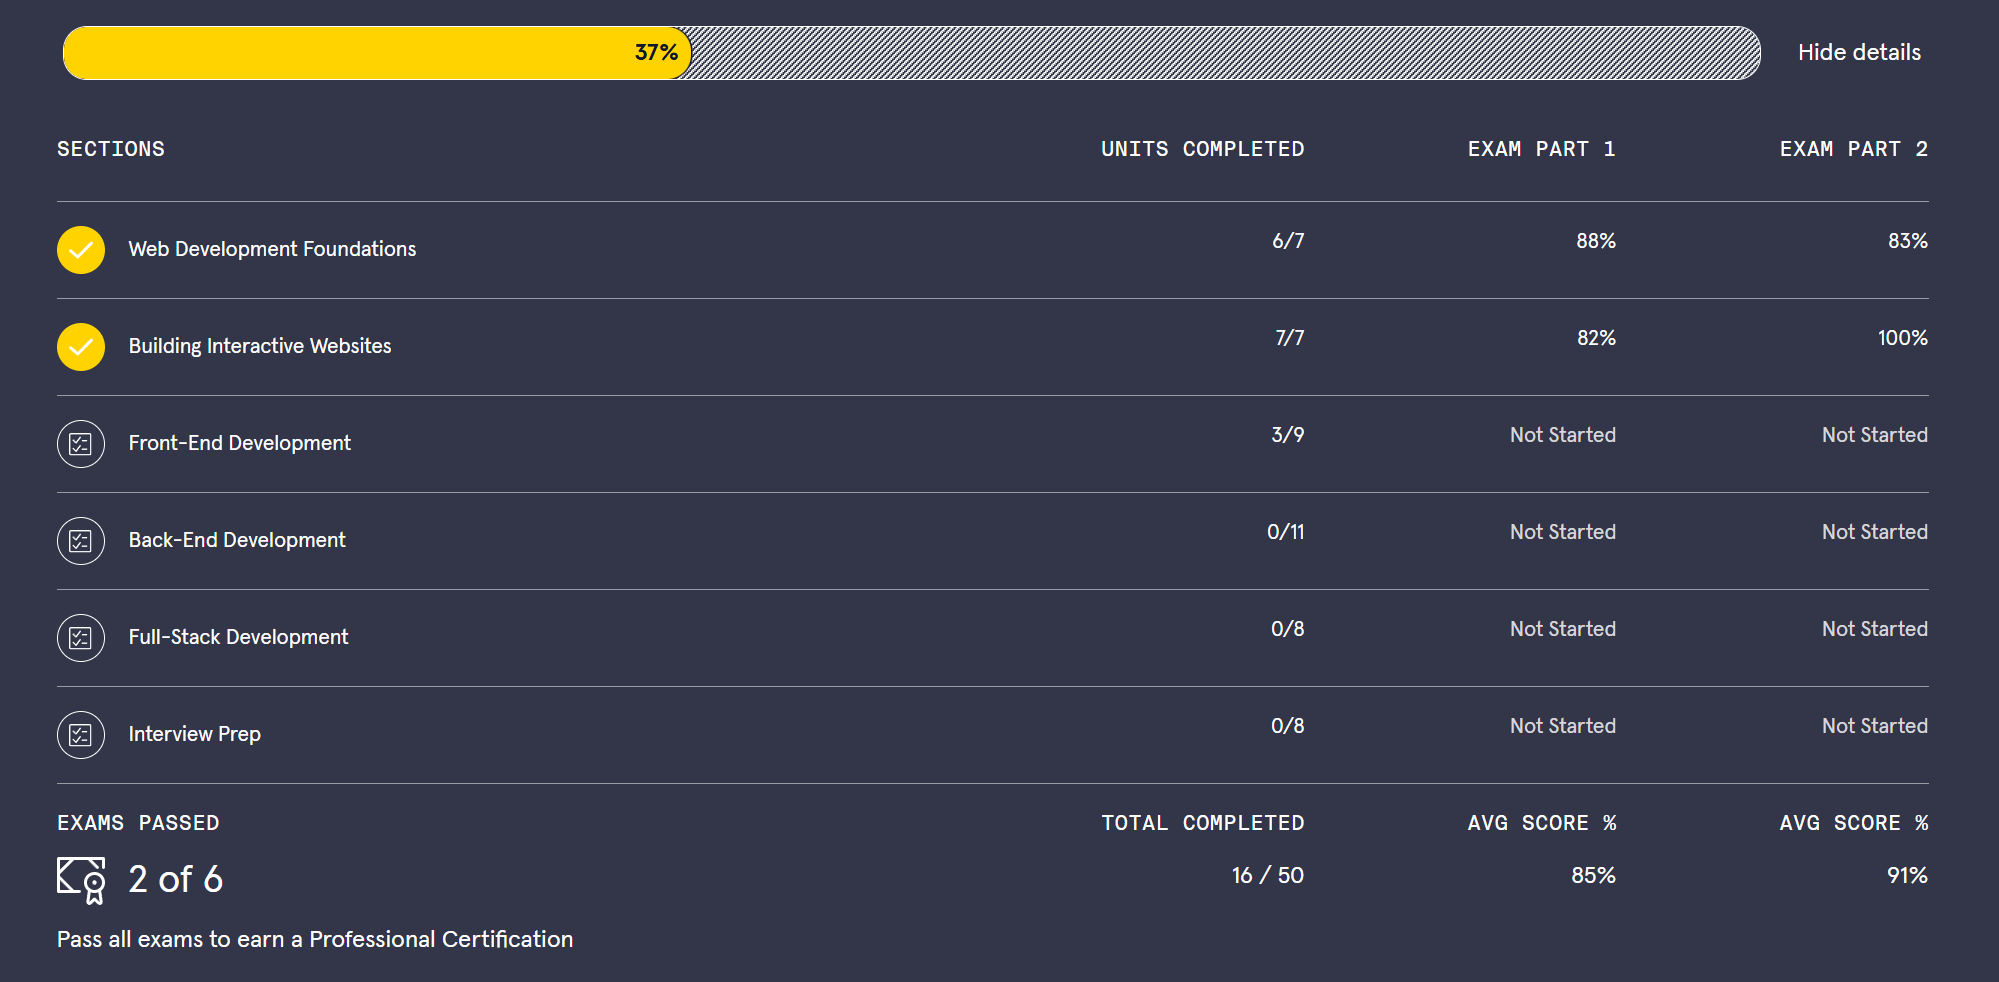 37%
Hide details
SECTIONS UNITS COMPLETED EXAM PART 1 EXAM PART 2
Web Development Foundations 6/7 88% 83%
Building Interactive Websites 7/7 82% 100%
Front-End Development 3/9 Not Started Not Started
Back-End Development 0/11 Not Started Not Started
Full-Stack Development 0/8 Not Started Not Started
Interview Prep 0/8 Not Started Not Started
EXAMS PASSED TOTAL COMPLETED AVG SCORE % AVG SCORE %
2 of 6 16 / 50 85% 91%
Pass all exams to earn a Professional Certification